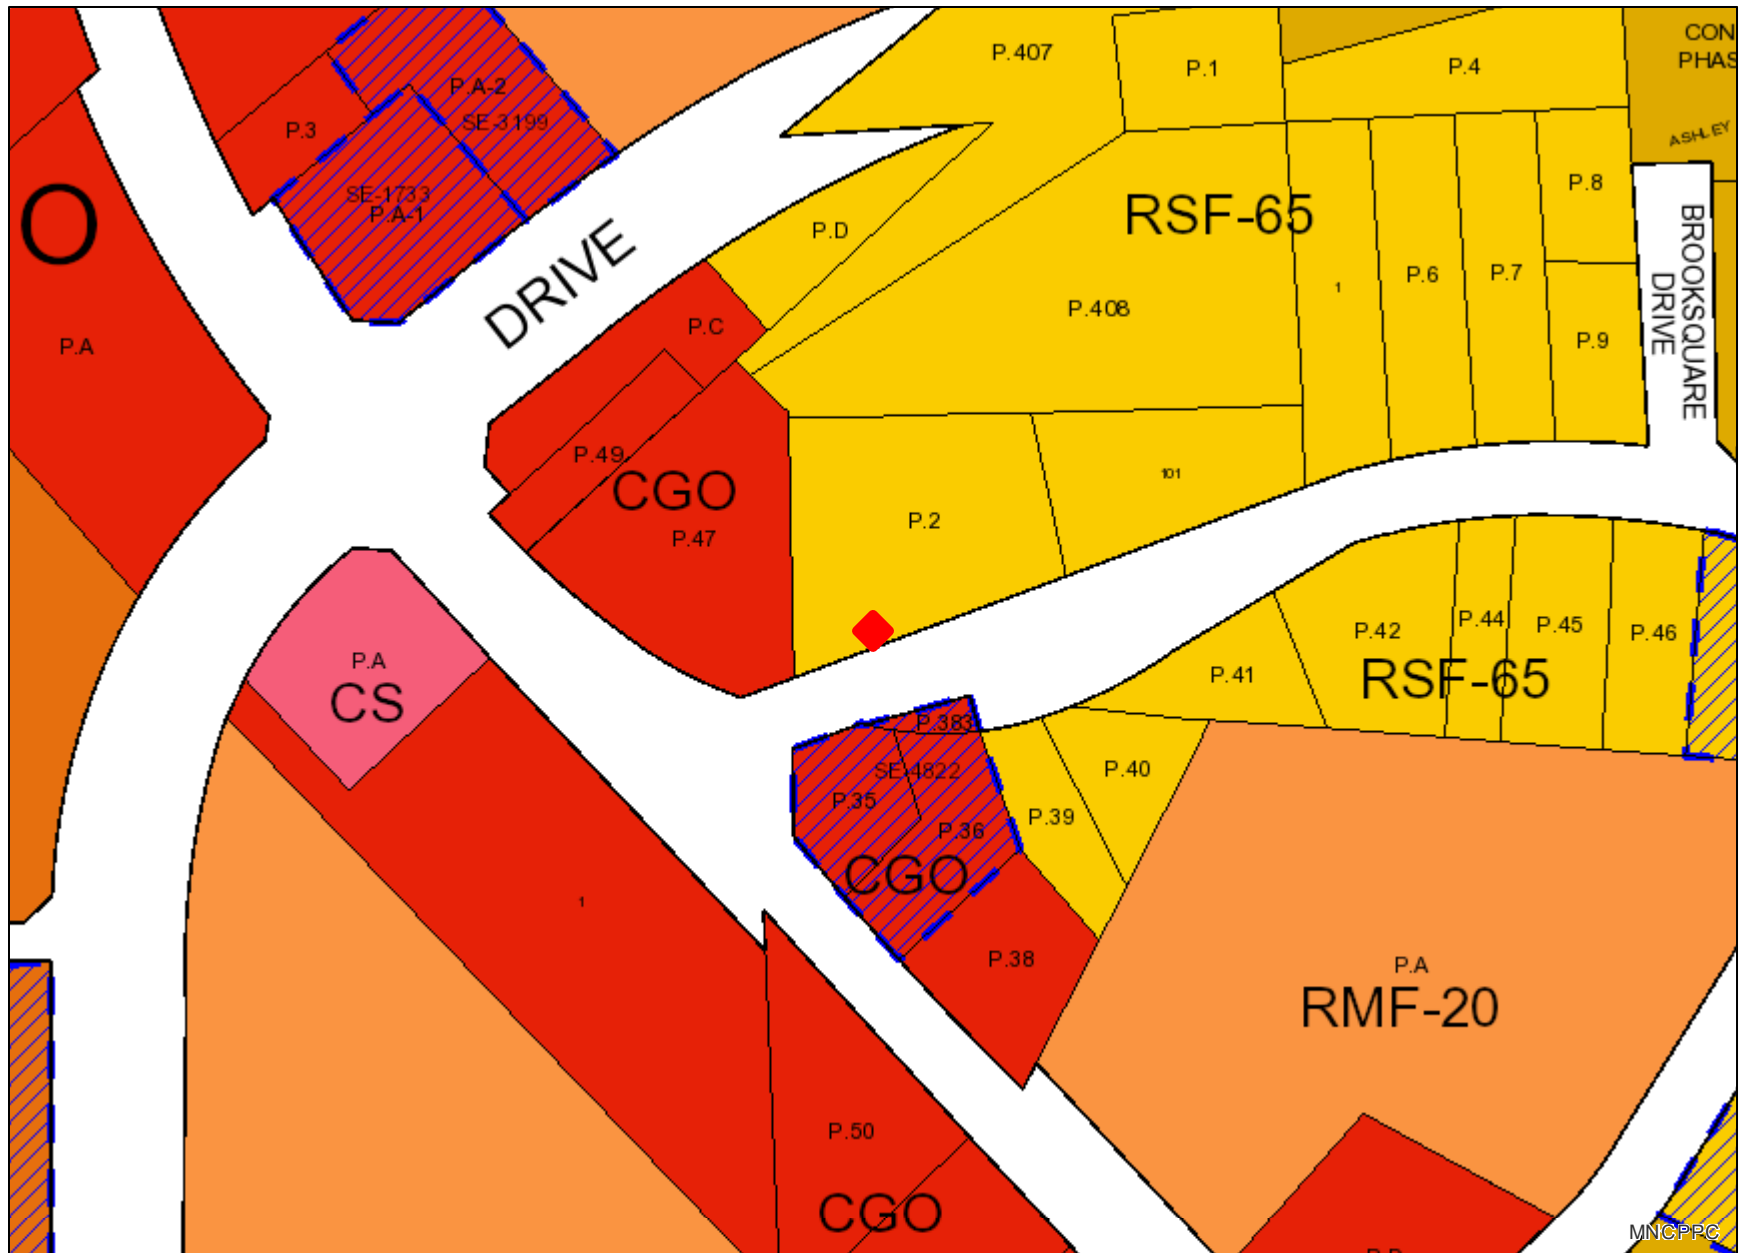 CON
PHAS
P.407
P.1
P.4
P.A-2
SE-3199
P.3
ASHLEY
SE-1733
P.A-1
P.8
O
P.D
RSF-65
BROOKSQUARE
DRIVE
DRIVE
P.6
P.7
1
P.408
P.C
P.A
P.9
P.49
CGO
101
P.2
P.47
P.44
P.42
P.45
P.46
P.A
CS
P.41
RSF-65
P.383
SE-4822
P.40
P.35
P.39
P.36
CGO
1
P.38
P.A
RMF-20
P.50
CGO
MNCPPC